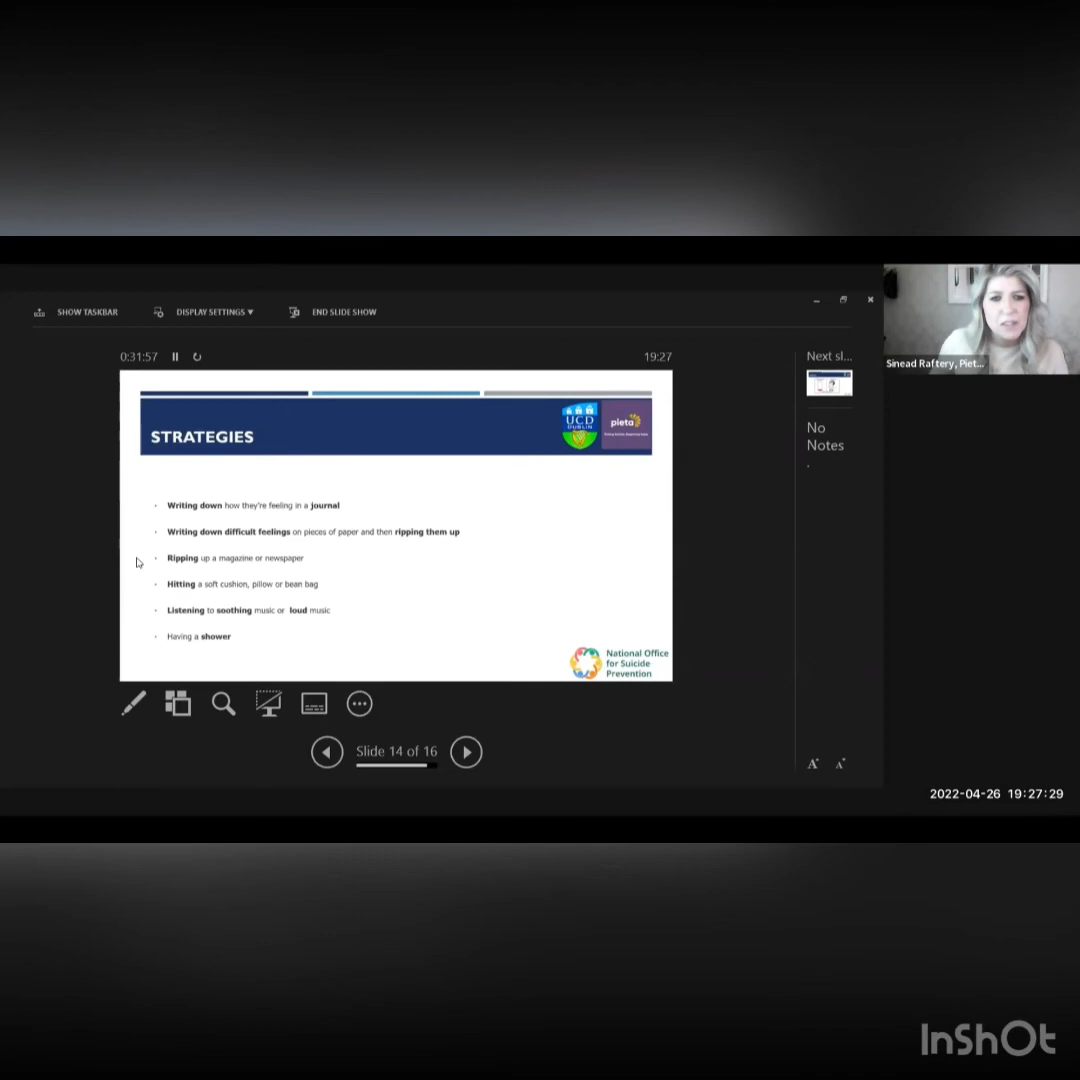 SHOW TASKBAR
DISPLAY SETTINGS
END SLIDE SHOW
0:31:57
19:27
Next sl...
Sinead Raftery, Piet...
STRATEGIES
UCD
DUBLIN
pieta
No
Notes
.
· Writing down how they're feeling in a journal
· Writing down difficult feelings on pieces of paper and then ripping them up
· Ripping up a magazine or newspaper
· Hitting a soft cushion, pillow or bean bag
· Listening to soothing music or loud music
· Having a shower
National Office
for Suicide
Prevention
Slide 14 of 16
A A
2022-04-26 19:27:29
InShOt